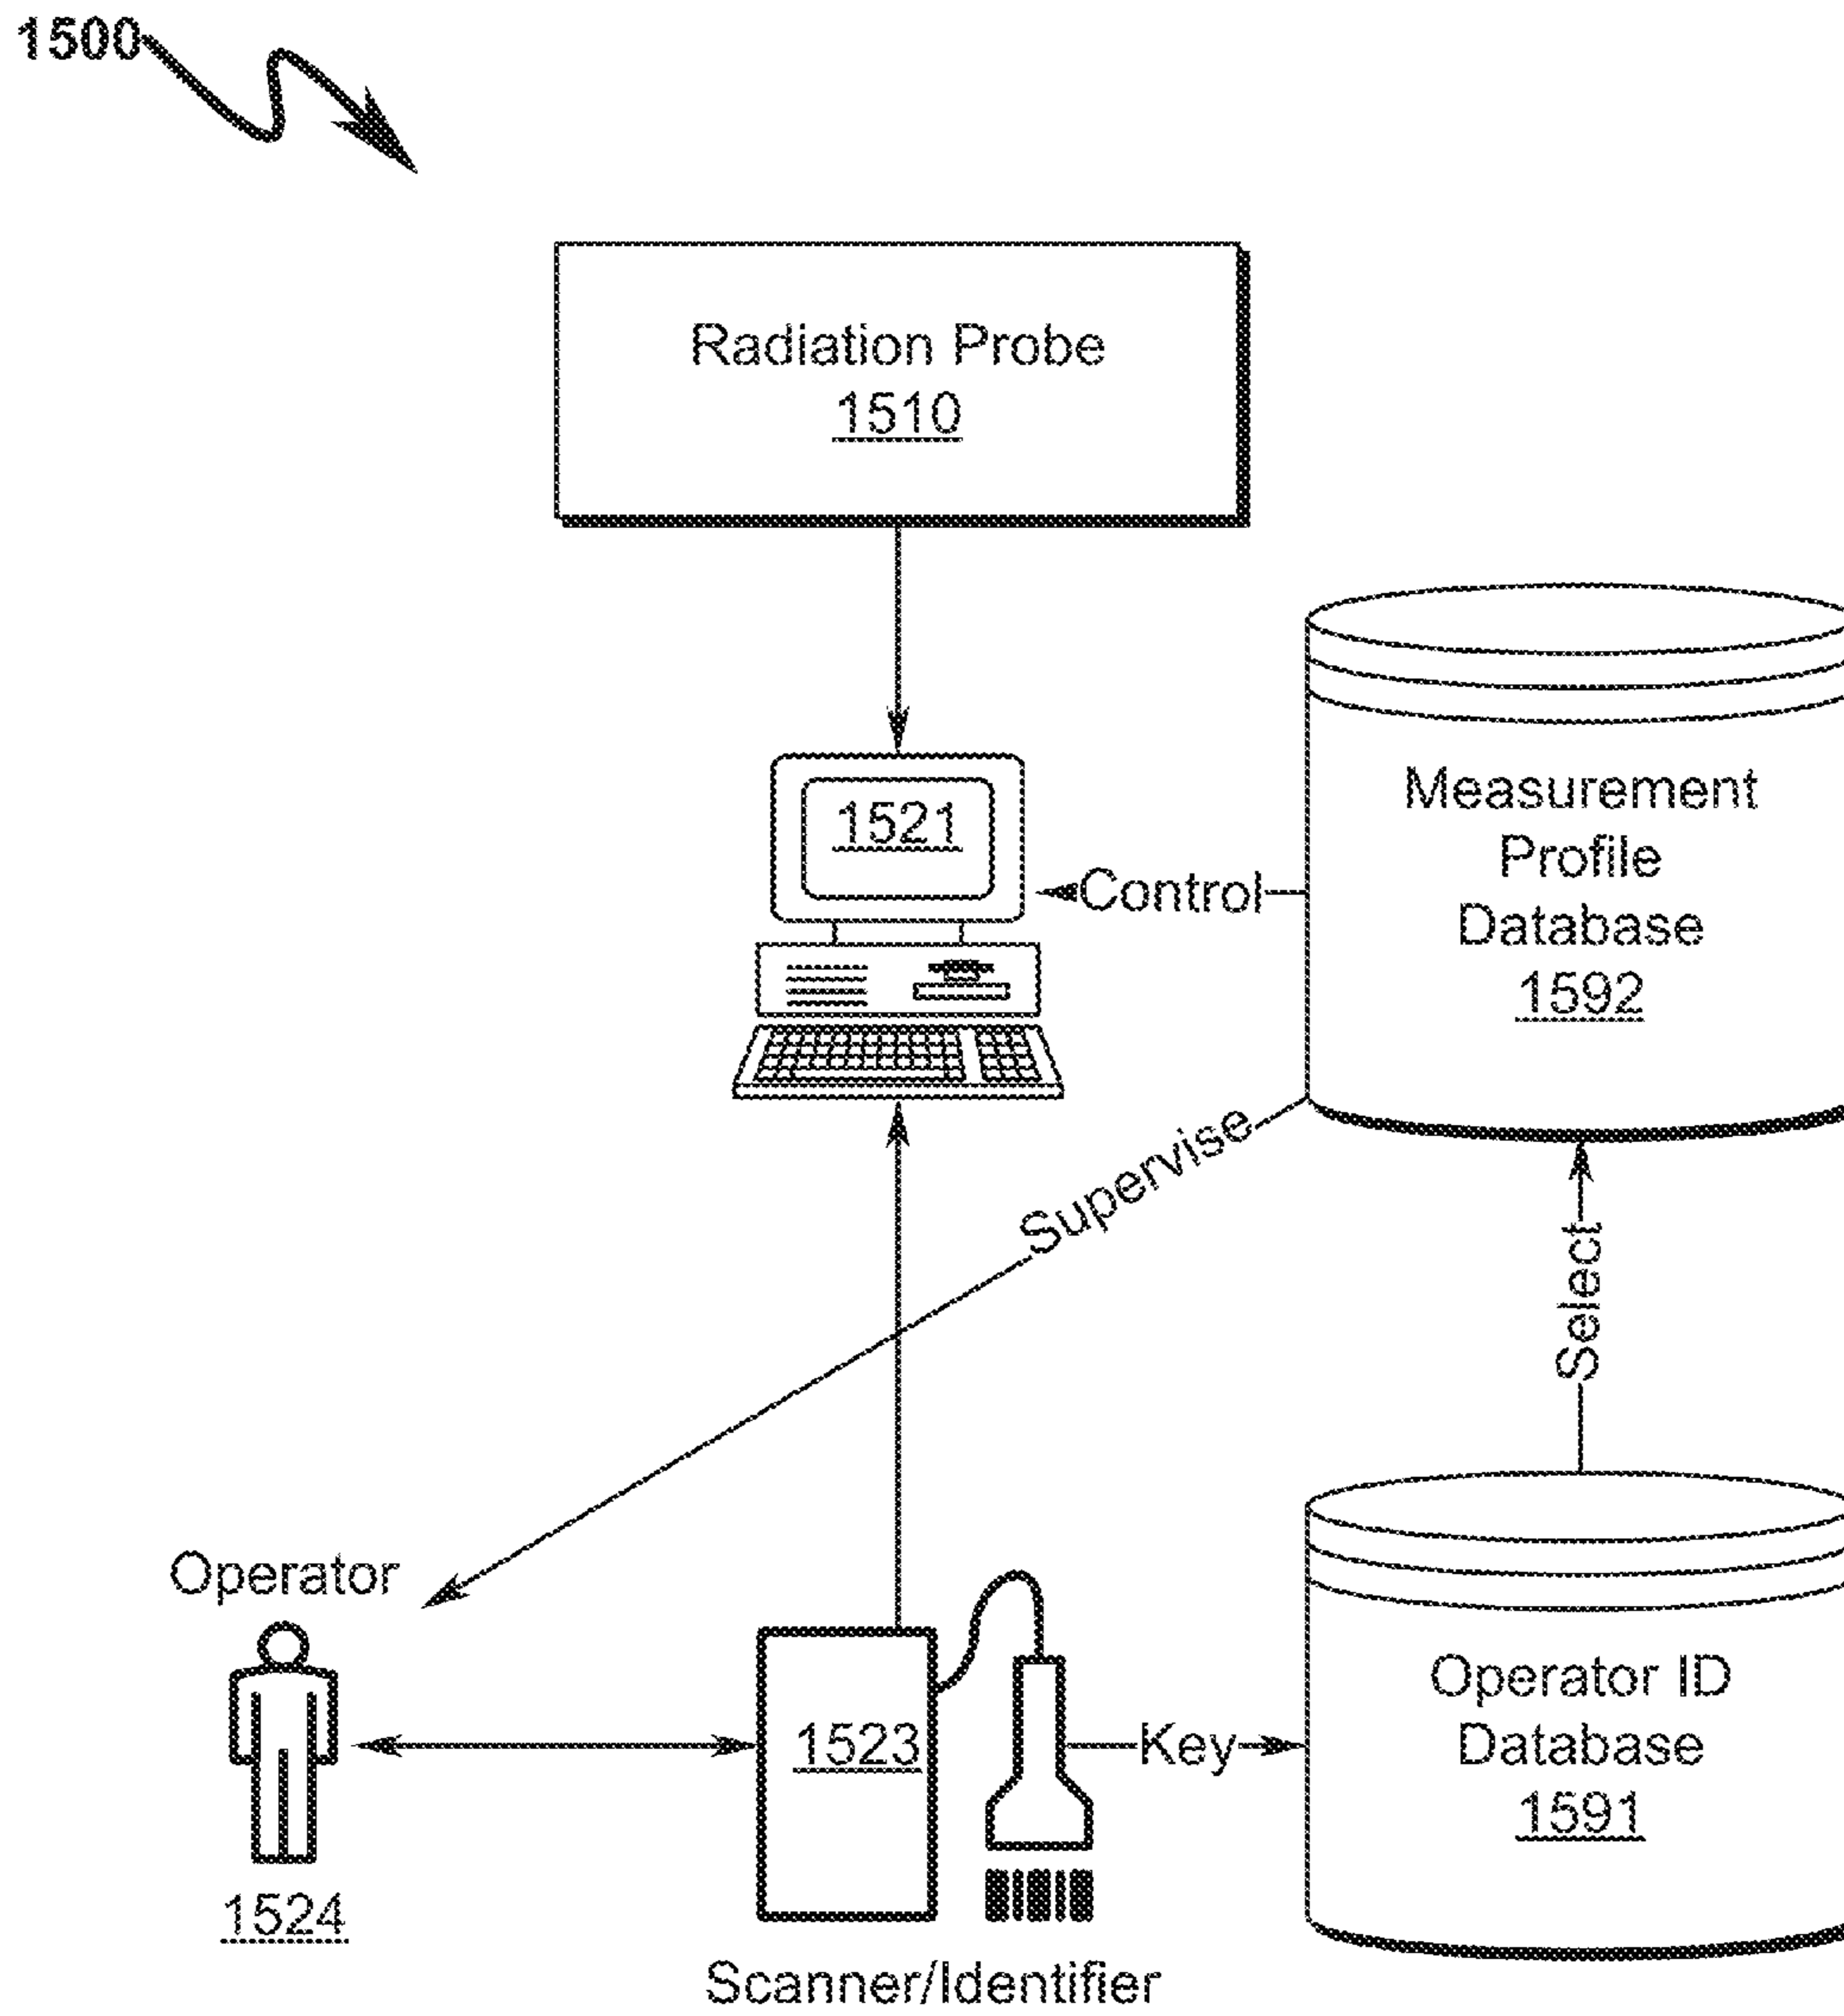 1500
Radiation Probe
1510
1521
Control
Measurement
Profile
Database
1592
Supervise
Select
Operator
1524
1523
Key
Operator ID
Database
1591
Scanner/Identifier